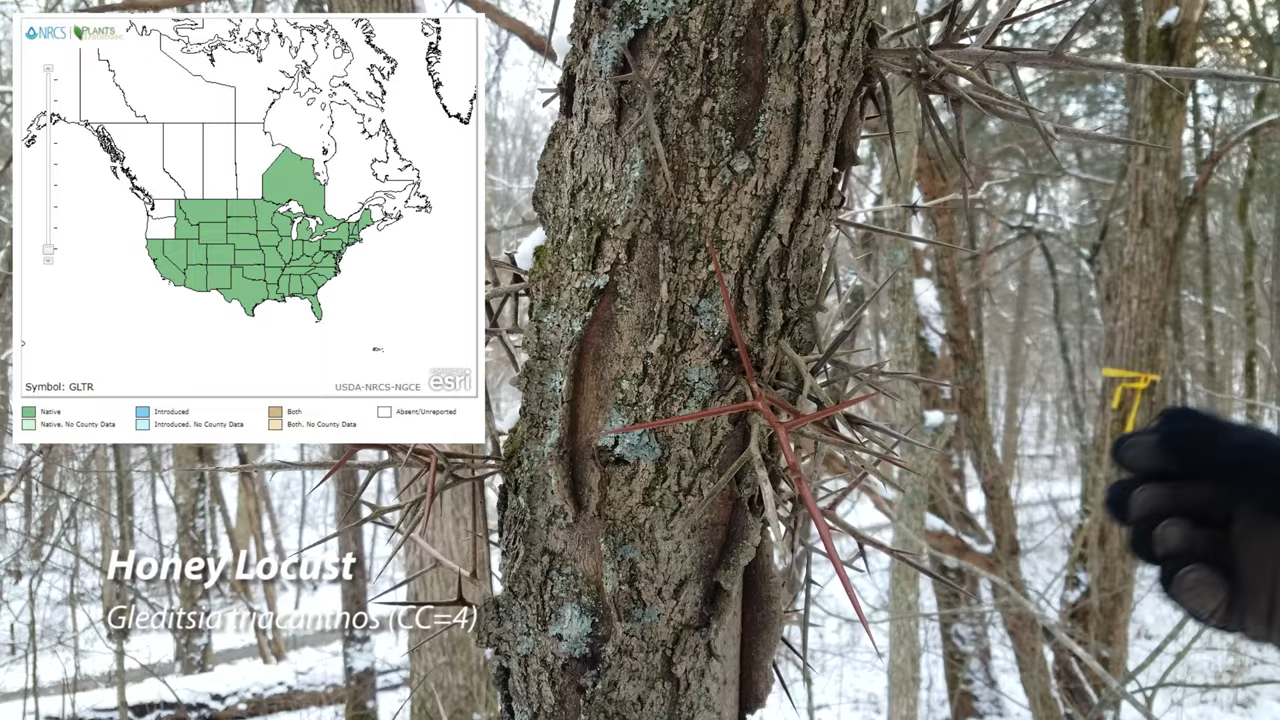 NRCS | PLANTS
Symbol: GLTR
USDA-NRCS-NGCE
esri
Native
Introduced
Both
Absent/Unreported
Native, No County Data
Introduced, No County Data
Both, No County Data
Honey Locust
Gleditsia triacanthos (CC=4)